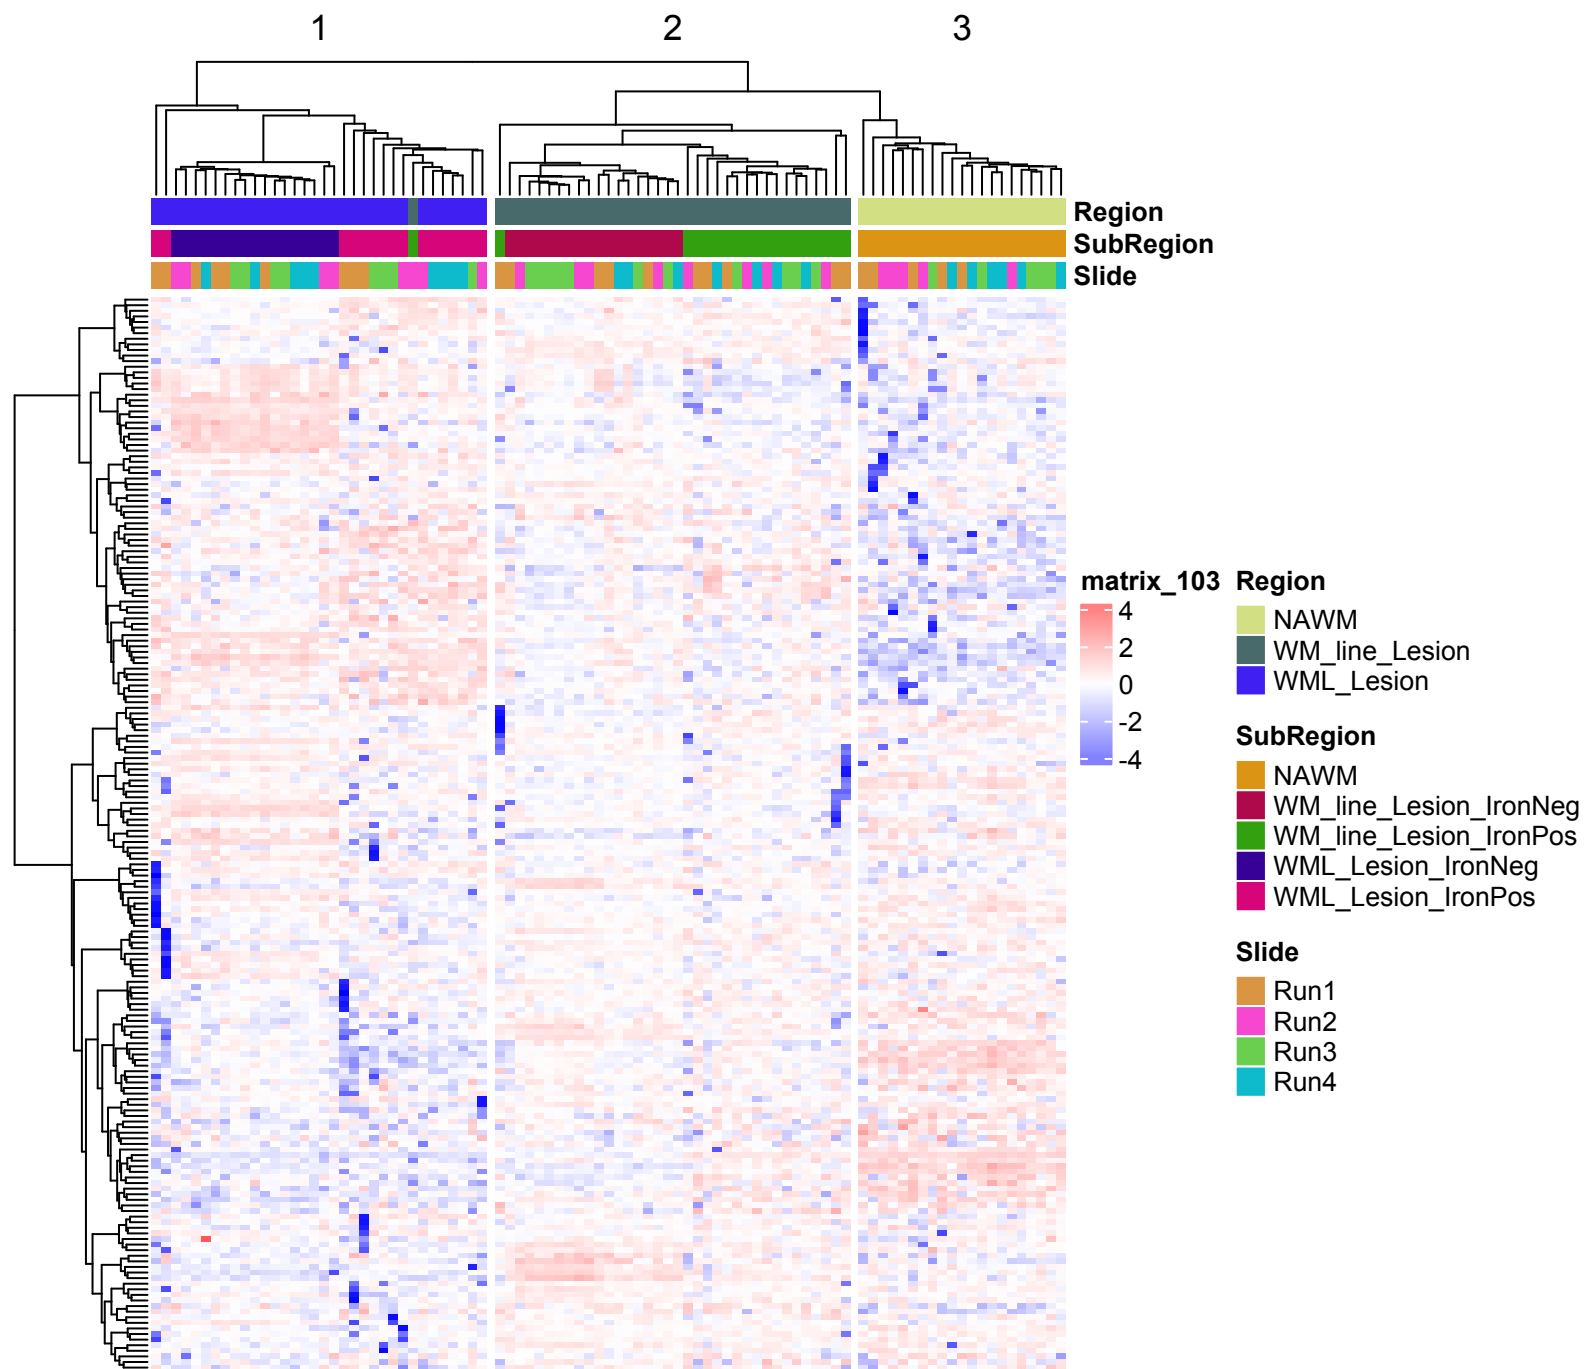 1 2 3
Region
SubRegion
Slide
matrix_103
4
2
0
-2
-4
Region
NAWM
WM_line_Lesion
WML_Lesion
SubRegion
NAWM
WM_line_Lesion_IronNeg
WM_line_Lesion_IronPos
WML_Lesion_IronNeg
WML_Lesion_IronPos
Slide
Run1
Run2
Run3
Run4